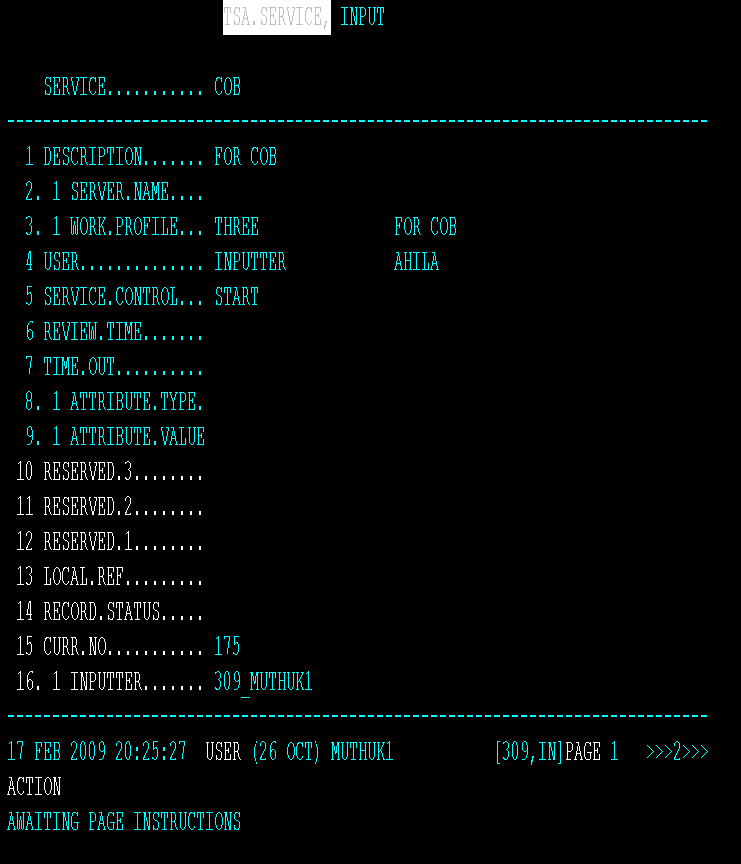 TSA.SERVICE, INPUT
SERVICE........... COB
------------------------------------------------------------------------------
1 DESCRIPTION....... FOR COB
2. 1 SERVER.NAME....
3. 1 WORK.PROFILE... THREE FOR COB
4 USER.............. INPUTTER AHILA
5 SERVICE.CONTROL... START
6 REVIEW.TIME.......
7 TIME.OUT..........
8. 1 ATTRIBUTE.TYPE.
9. 1 ATTRIBUTE.VALUE
10 RESERVED.3........
11 RESERVED.2........
12 RESERVED.1........
13 LOCAL.REF.........
14 RECORD.STATUS.....
15 CURR.NO........... 175
16. 1 INPUTTER....... 309_MUTHUK1
------------------------------------------------------------------------------
17 FEB 2009 20:25:27 USER (26 OCT) MUTHUK1 [309,IN]PAGE 1 >>>2>>>
ACTION
AWAITING PAGE INSTRUCTIONS